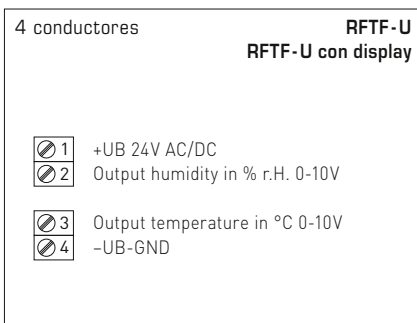 4 conductores RFTF-U
RFTF-U con display
1 +UB 24V AC/DC
2 Output humidity in % r.H. 0-10V
3 Output temperature in °C 0-10V
4 –UB-GND